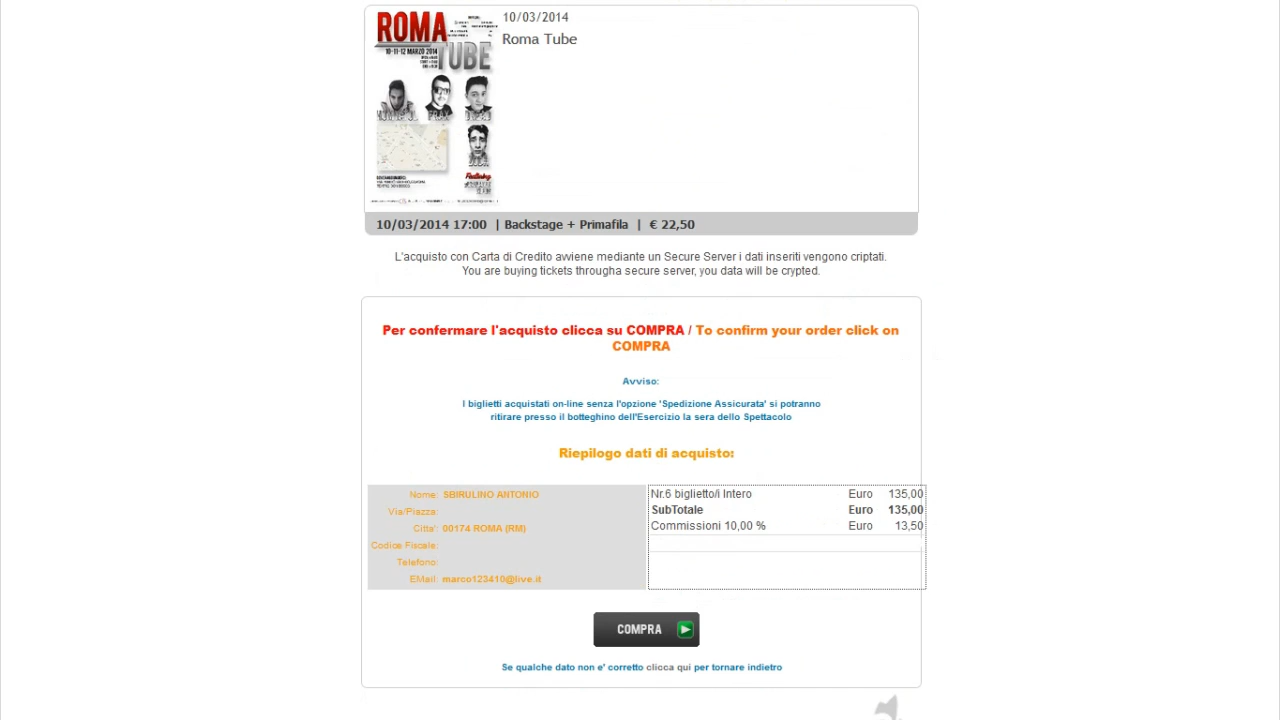 ROMA
TUBE
10-11-12 MARZO 2014
10/03/2014
Roma Tube
10/03/2014 17:00 | Backstage + Primafila | € 22,50
L'acquisto con Carta di Credito avviene mediante un Secure Server i dati inseriti vengono criptati.
You are buying tickets througha secure server, you data will be crypted.
Per confermare l'acquisto clicca su COMPRA / To confirm your order click on
COMPRA
Avviso:
I biglietti acquistati on-line senza l'opzione 'Spedizione Assicurata' si potranno
ritirare presso il botteghino dell'Esercizio la sera dello Spettacolo
Riepilogo dati di acquisto:
Nome: SBIRULINO ANTONIO
Via/Piazza:
Citta': 00174 ROMA (RM)
Codice Fiscale:
Telefono:
EMail: marco123410@live.it
Nr.6 biglietto/i Intero Euro 135,00
SubTotale Euro 135,00
Commissioni 10,00 % Euro 13,50
COMPRA
Se qualche dato non e' corretto clicca qui per tornare indietro